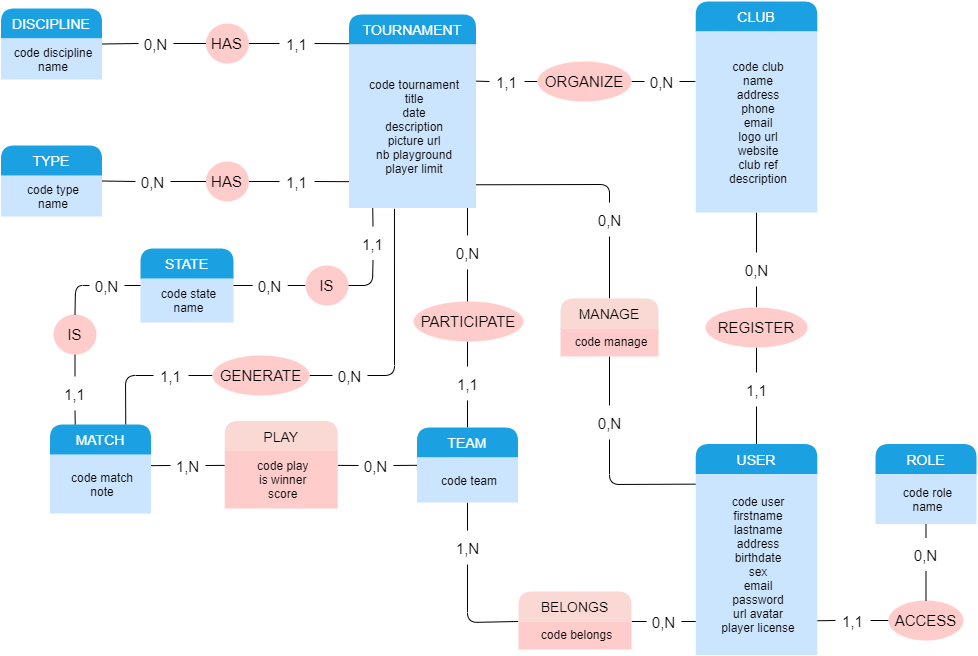 DISCIPLINE
code discipline
name
0,N
HAS
1,1
TOURNAMENT
code tournament
title
date
description
picture url
nb playground
player limit
1,1
ORGANIZE
0,N
CLUB
code club
name
address
phone
email
logo url
website
club ref
description
TYPE
code type
name
0,N
HAS
1,1
STATE
code state
name
0,N
IS
1,1
0,N
IS
1,1
0,N
PARTICIPATE
1,1
0,N
MANAGE
code manage
0,N
0,N
REGISTER
1,1
1,1
GENERATE
0,N
MATCH
code match
note
1,N
PLAY
code play
is winner
score
0,N
TEAM
code team
1,N
BELONGS
code belongs
0,N
USER
code user
firstname
lastname
address
birthdate
sex
email
password
url avatar
player license
1,1
ACCESS
0,N
ROLE
code role
name